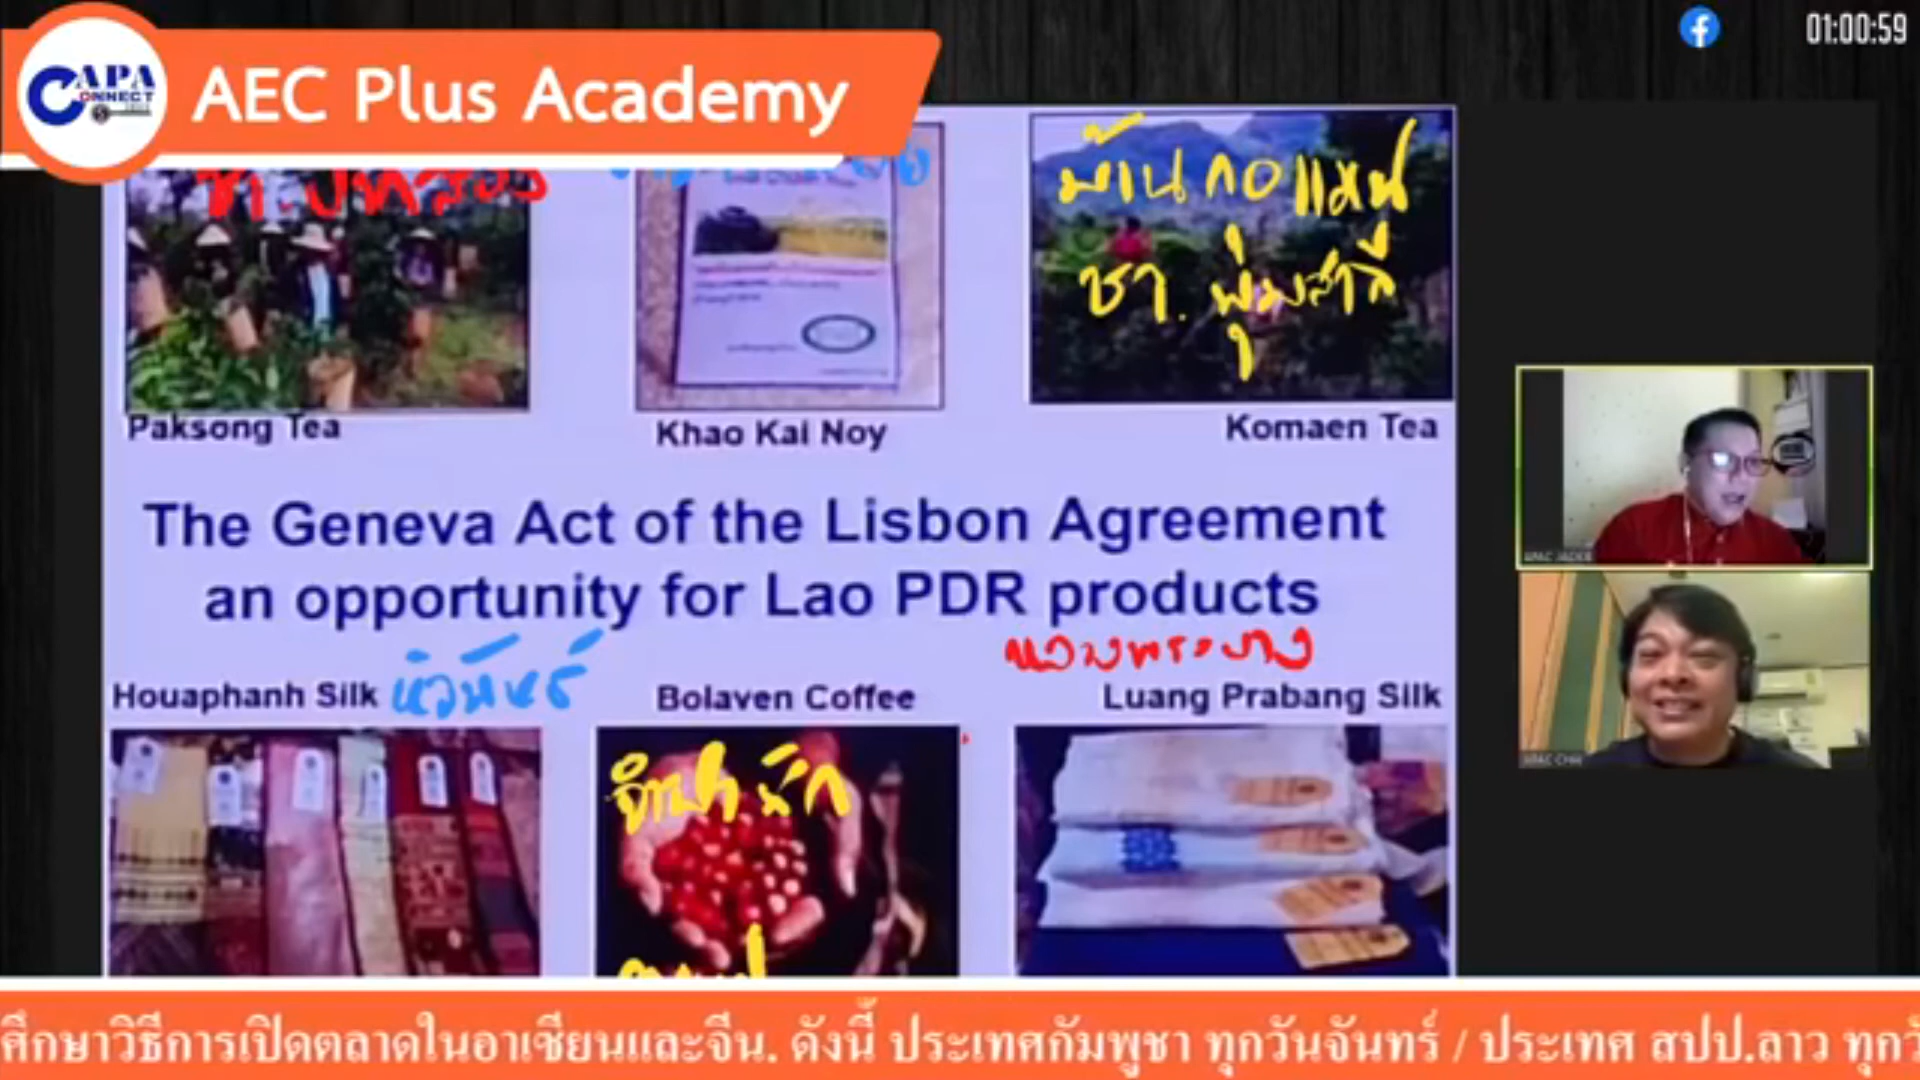 01:00:59
CAPA
CONNECT
AEC Plus Academy
บ้านกอแมน
ชา. พุ่มสาลี
Paksong Tea
Khao Kai Noy
Komaen Tea
The Geneva Act of the Lisbon Agreement
an opportunity for Lao PDR products
หลวงพระบาง
Houaphanh Silk
หัวพันธ์
Bolaven Coffee
Luang Prabang Silk
ศึกษาวิธีการเปิดตลาดในอาเซียนและจีน. ดังนี้ ประเทศกัมพูชา ทุกวันจันทร์ / ประเทศ สปป.ลาว ทุกวั